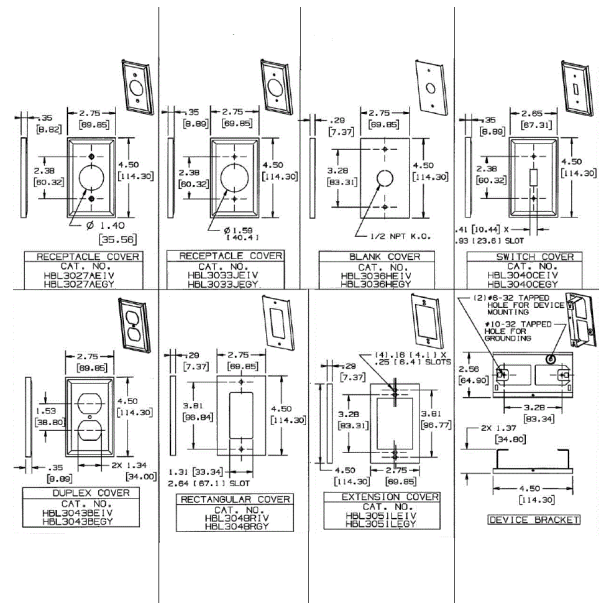 .35
[8.82]
2.75
[69.85]
2.38
[60.32]
4.50
[114.30]
Ø 1.40
[35.56]
RECEPTACLE COVER
CAT. NO.
HBL3027AEIV
HBL3027AEGY
.35
[8.89]
2.75
[69.85]
2.38
[60.32]
4.50
[114.30]
Ø 1.59
[40.4]
RECEPTACLE COVER
CAT. NO.
HBL3033JEIV
HBL3033JEGY
.29
[7.37]
2.75
[69.85]
3.28
[83.31]
4.50
[114.30]
1/2 NPT K.O.
BLANK COVER
CAT. NO.
HBL3036HEIV
HBL3036HEGY
.35
[8.89]
2.65
[67.31]
2.38
[60.32]
4.50
[114.30]
.41 [10.44] X
.93 [23.6] SLOT
SWITCH COVER
CAT. NO.
HBL3040CEIV
HBL3040CEGY
2.75
[69.85]
1.53
[38.80]
4.50
[114.30]
.35
[8.89]
2X 1.34
[34.00]
DUPLEX COVER
CAT. NO.
HBL3043BEIV
HBL3043BEGY
.29
[7.37]
2.75
[69.85]
3.81
[96.84]
4.50
[114.30]
1.31 [33.34] X
2.64 [67.1] SLOT
RECTANGULAR COVER
CAT. NO.
HBL3048RIV
HBL3048RGY
(4).16 [4.1] X
.25 [6.4] SLOTS
.29
[7.37]
3.28
[83.31]
3.81
[96.77]
4.50
[114.30]
2.75
[69.85]
EXTENSION COVER
CAT. NO.
HBL3051LEIV
HBL3051LEGY
(2)#6-32 TAPPED
HOLE FOR DEVICE
MOUNTING
#10-32 TAPPED
HOLE FOR
GROUNDING
2.56
[64.90]
3.28
[83.34]
2X 1.37
[34.80]
4.50
[114.30]
DEVICE BRACKET